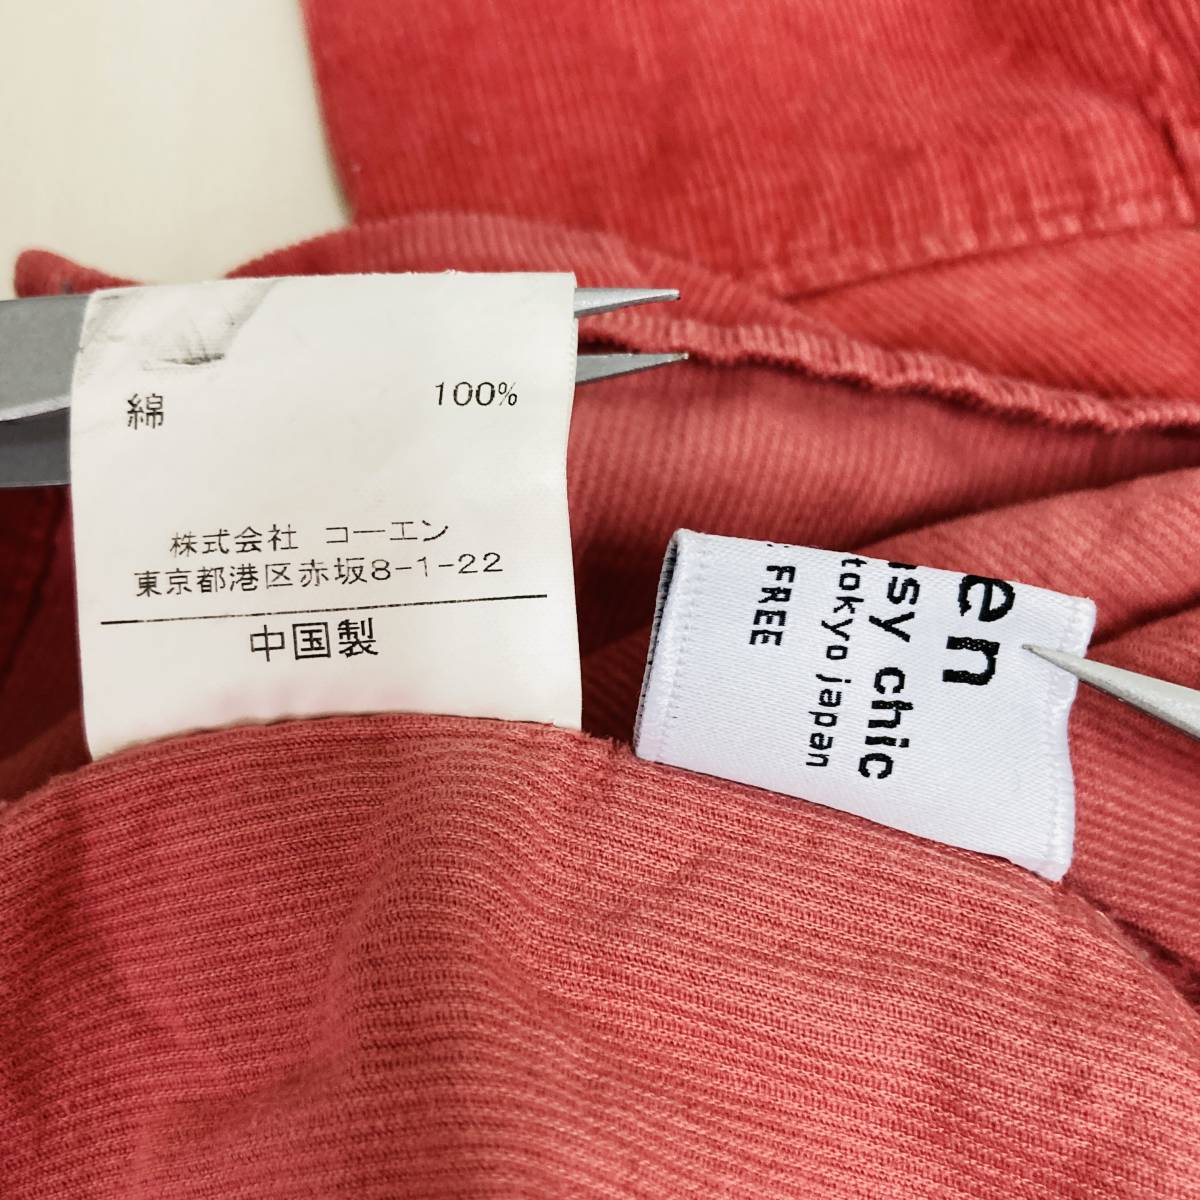 綿 100%
株式会社 コーエン
東京都港区赤坂8-1-22
中国製
en
asy chic
tokyo japan
FREE